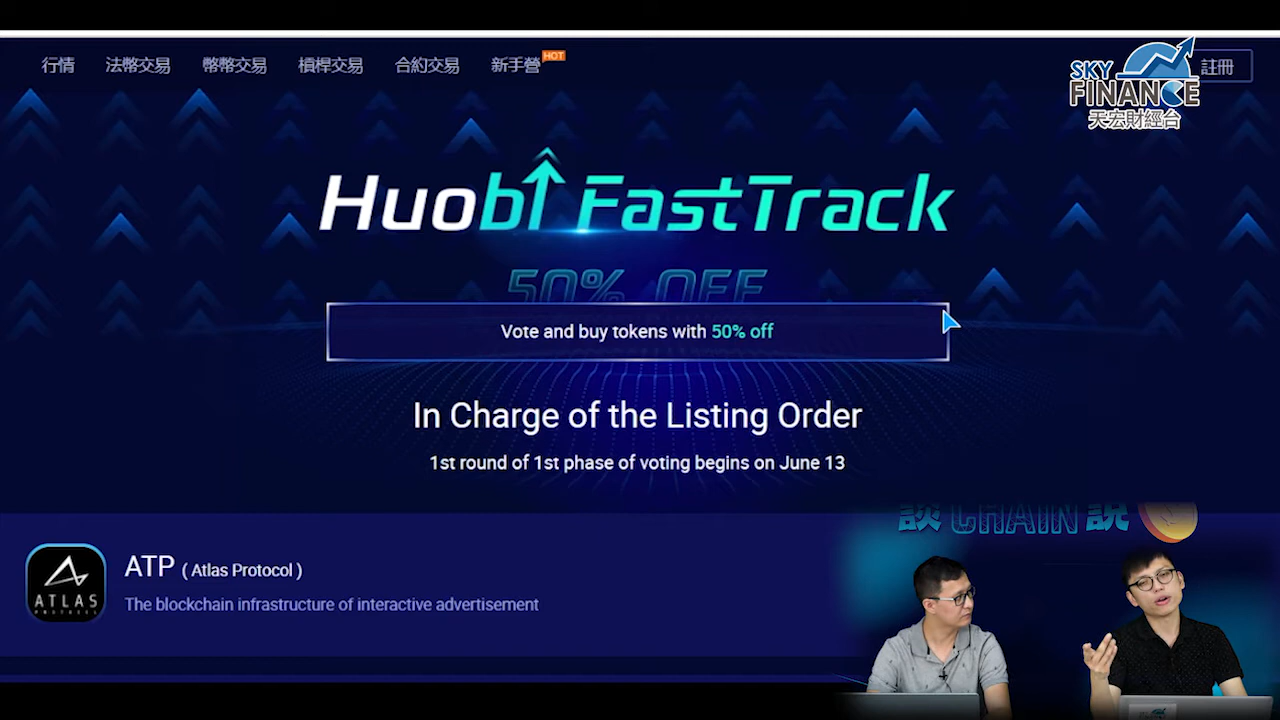 行情 法幣交易 幣幣交易 槓桿交易 合約交易 新手營 HOT 註冊
SKY
FINANCE
天宏財經台
Huobi FastTrack
50% OFF
Vote and buy tokens with 50% off
In Charge of the Listing Order
1st round of 1st phase of voting begins on June 13
談 CHAIN 說
ATP ( Atlas Protocol )
The blockchain infrastructure of interactive advertisement
ATLAS
PROTOCOL